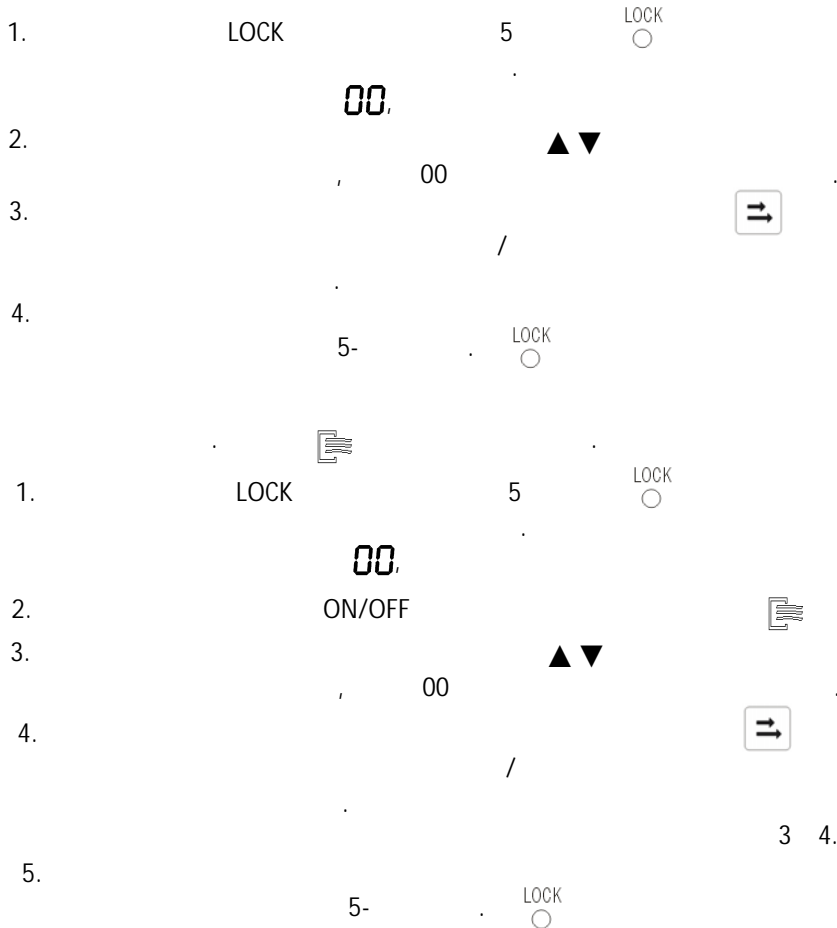 LOCK
1. LOCK 5
.
00,
2. ▲ ▼
, 00 .
3.
/
.
4.
LOCK
5- .
. .
LOCK
1. LOCK 5
.
00,
2. ON/OFF
3. ▲ ▼
, 00 .
4.
/
.
3 4.
5.
LOCK
5- .